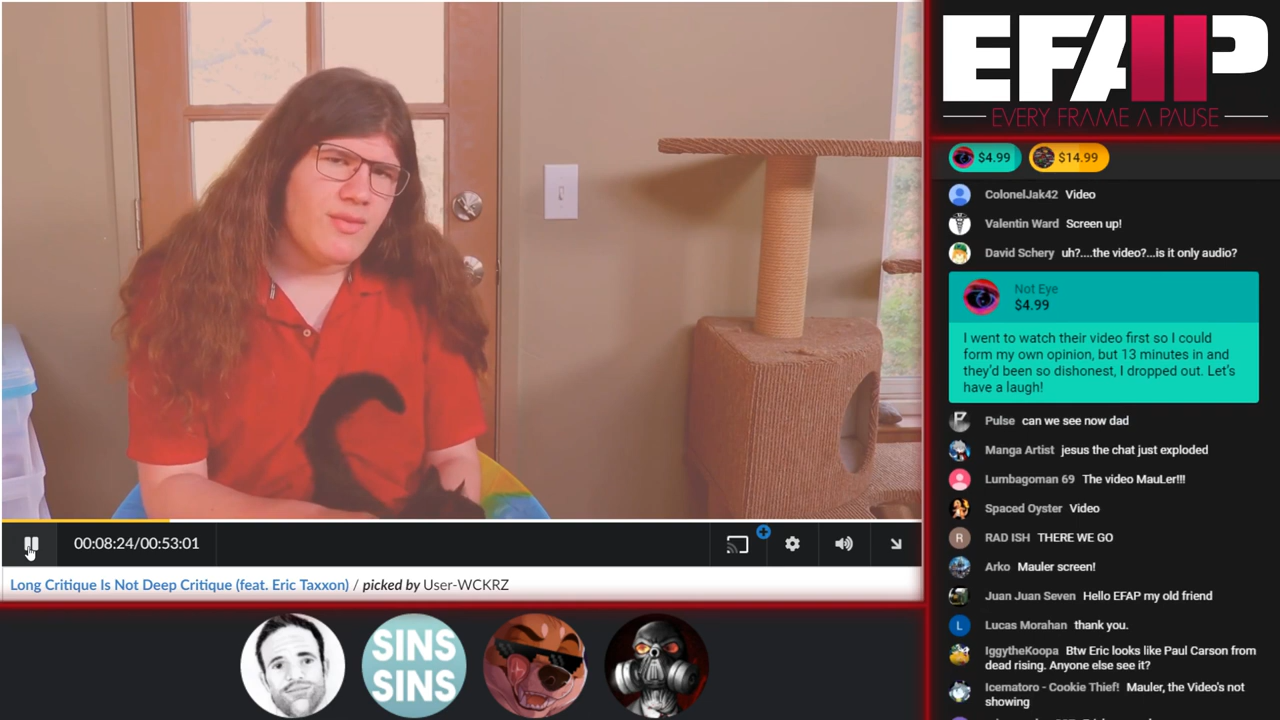 EFAP
EVERY FRAME A PAUSE
$4.99
$14.99
ColonelJak42 Video
Valentin Ward Screen up!
David Schery uh?....the video?...is it only audio?
Not Eye
$4.99
I went to watch their video first so I could
form my own opinion, but 13 minutes in and
they'd been so dishonest, I dropped out. Let's
have a laugh!
Pulse can we see now dad
Manga Artist jesus the chat just exploded
Lumbagoman 69 The video MauLer!!!
Spaced Oyster Video
R RAD ISH THERE WE GO
Arko Mauler screen!
Juan Juan Seven Hello EFAP my old friend
L Lucas Morahan thank you.
IggytheKoopa Btw Eric looks like Paul Carson from
dead rising. Anyone else see it?
Icematoro - Cookie Thief! Mauler, the Video's not
showing
00:08:24/00:53:01
Long Critique Is Not Deep Critique (feat. Eric Taxxon) / picked by User-WCKRZ
SINS
SINS